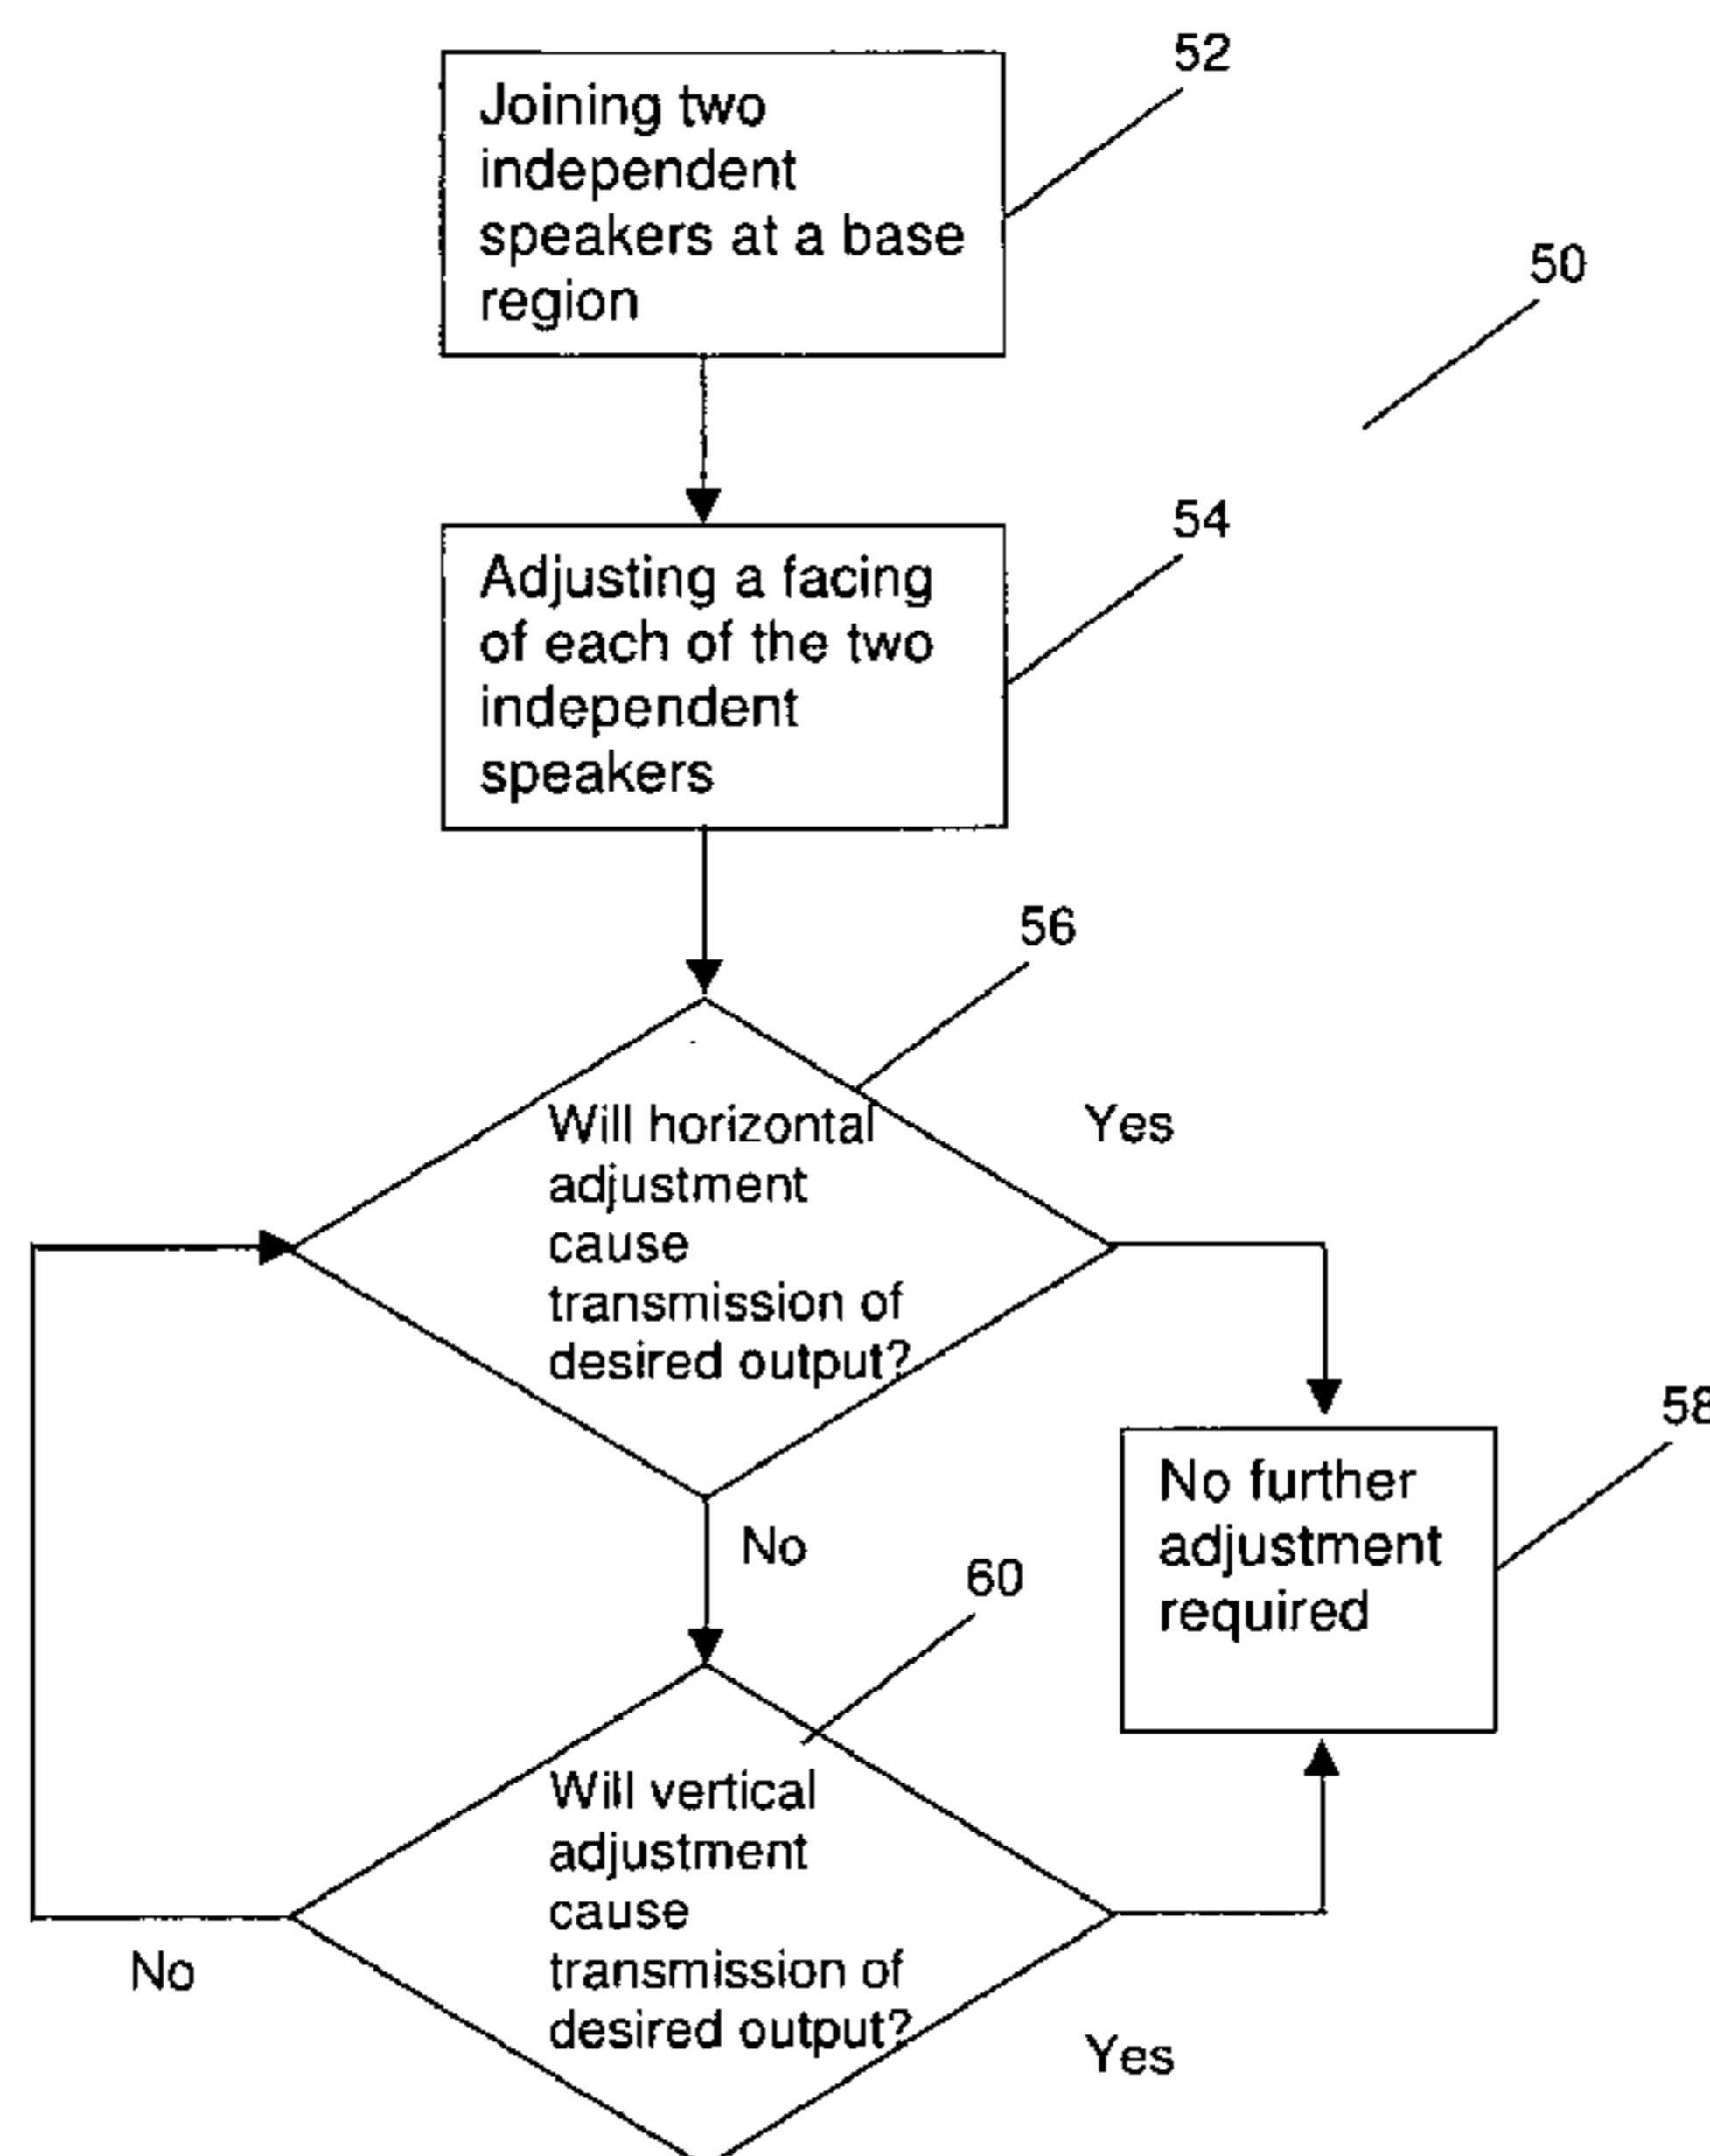 52
Joining two
independent
speakers at a base
region
50
54
Adjusting a facing
of each of the two
independent
speakers
56
Will horizontal
adjustment
cause
transmission of
desired output?
Yes
58
No further
adjustment
required
No
60
Will vertical
adjustment
cause
transmission of
desired output?
No
Yes